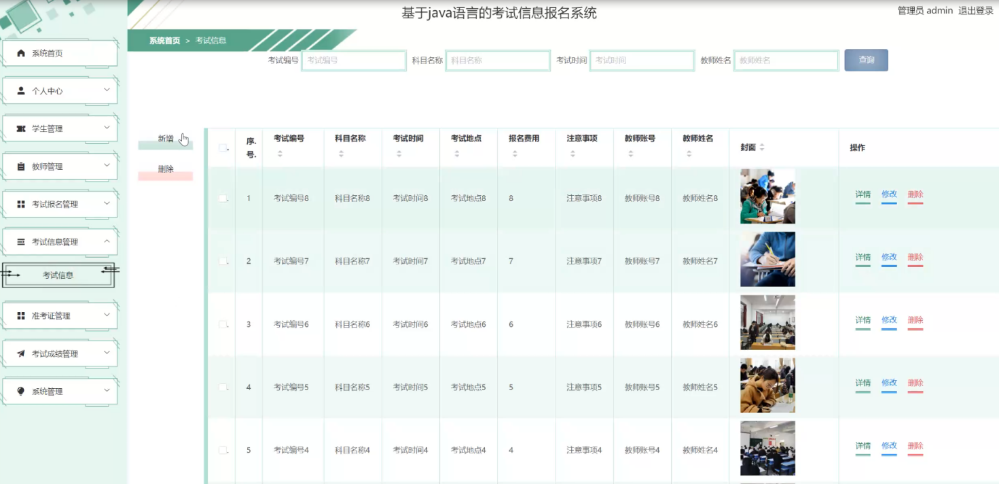 基于java语言的考试信息报名系统
管理员 admin 退出登录
系统首页 > 考试信息
系统首页
个人中心
学生管理
教师管理
考试报名管理
考试信息管理
考试信息
准考证管理
考试成绩管理
系统管理
考试编号 考试编号 科目名称 科目名称 考试时间 考试时间 教师姓名 教师姓名 查询
新增
删除
序号. 考试编号 科目名称 考试时间 考试地点 报名费用 注意事项 教师账号 教师姓名 封面 操作
1 考试编号8 科目名称8 考试时间8 考试地点8 8 注意事项8 教师账号8 教师姓名8 详情 修改 删除
2 考试编号7 科目名称7 考试时间7 考试地点7 7 注意事项7 教师账号7 教师姓名7 详情 修改 删除
3 考试编号6 科目名称6 考试时间6 考试地点6 6 注意事项6 教师账号6 教师姓名6 详情 修改 删除
4 考试编号5 科目名称5 考试时间5 考试地点5 5 注意事项5 教师账号5 教师姓名5 详情 修改 删除
5 考试编号4 科目名称4 考试时间4 考试地点4 4 注意事项4 教师账号4 教师姓名4 详情 修改 删除